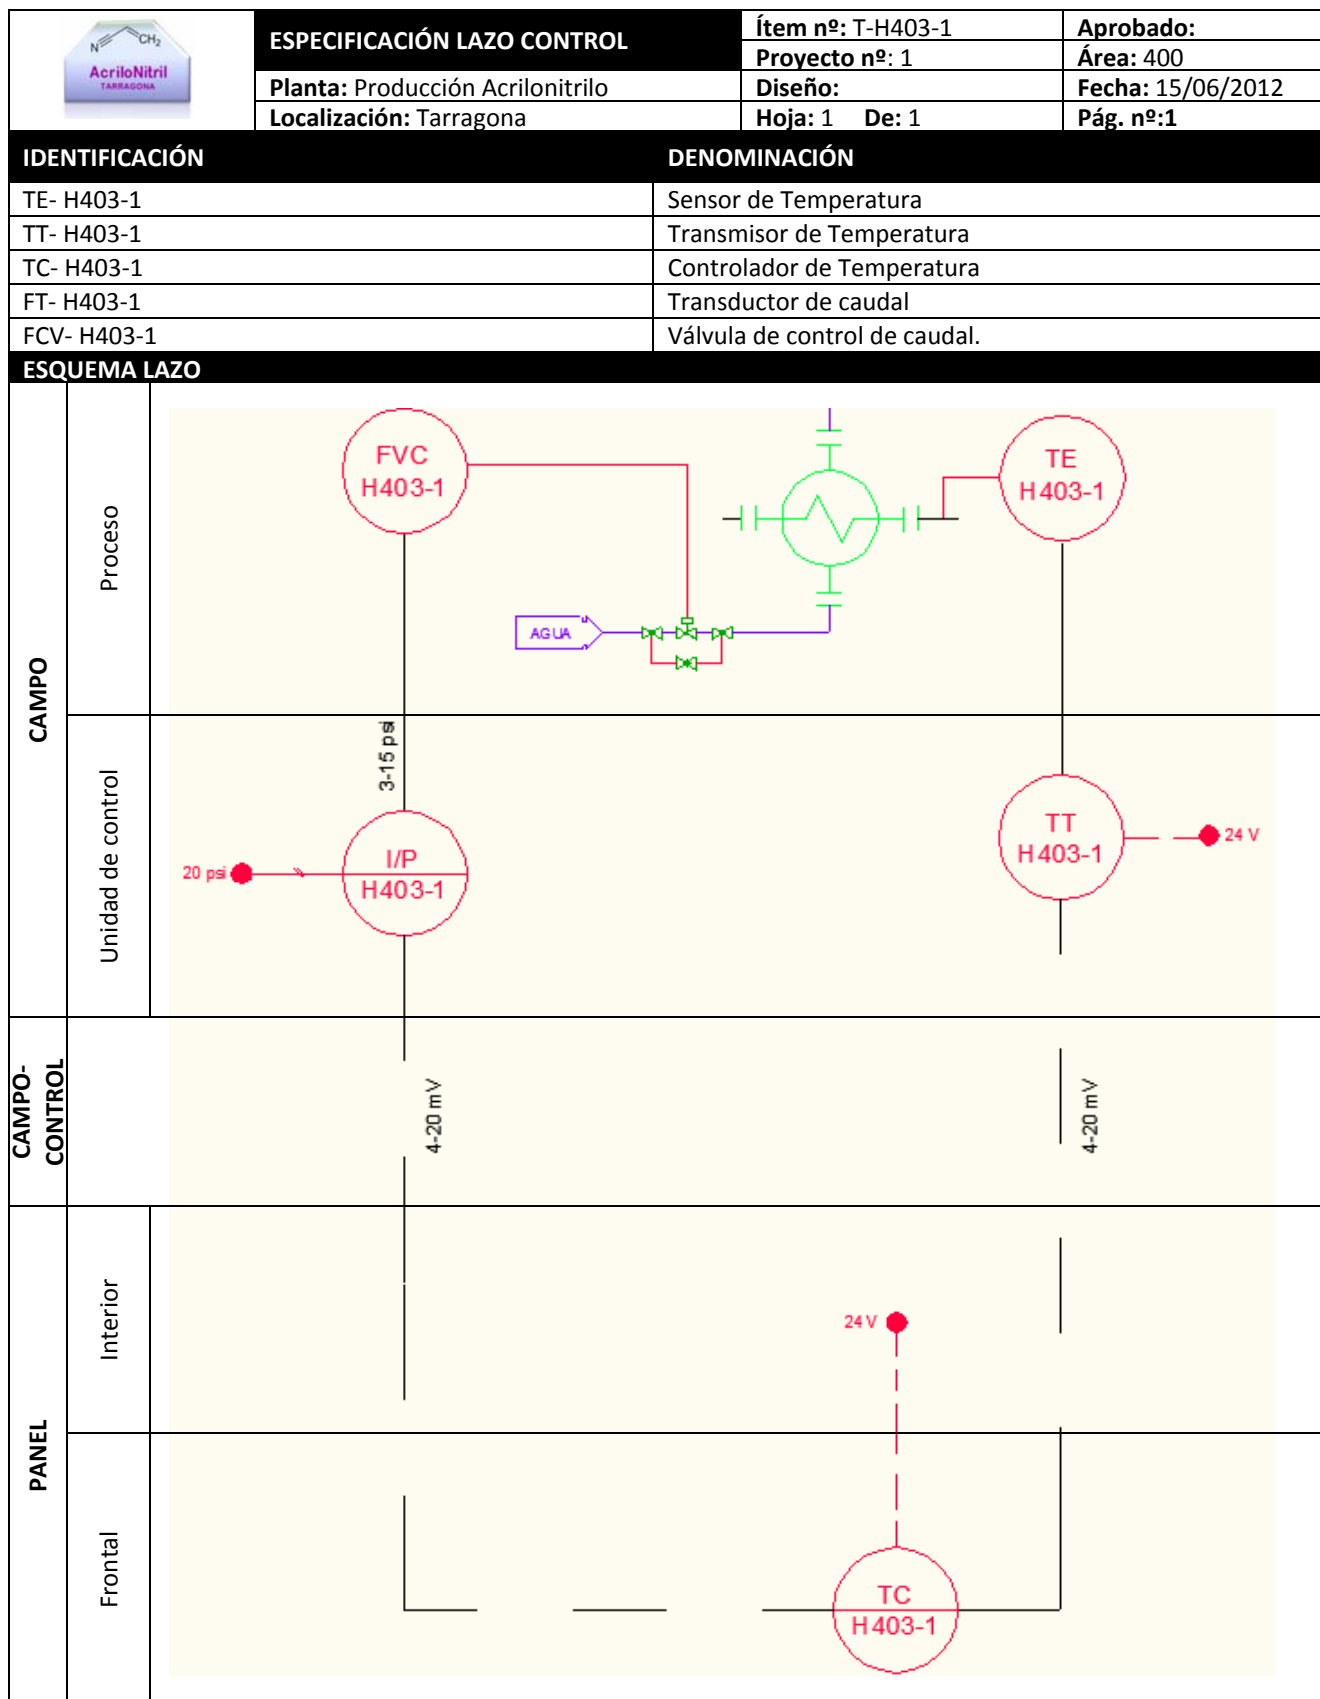 N CH2
AcriloNitril
TARRAGONA
ESPECIFICACIÓN LAZO CONTROL
Ítem nº: T-H403-1
Aprobado:
Proyecto nº: 1
Área: 400
Planta: Producción Acrilonitrilo
Diseño:
Fecha: 15/06/2012
Localización: Tarragona
Hoja: 1 De: 1
Pág. nº:1
IDENTIFICACIÓN
DENOMINACIÓN
TE- H403-1
Sensor de Temperatura
TT- H403-1
Transmisor de Temperatura
TC- H403-1
Controlador de Temperatura
FT- H403-1
Transductor de caudal
FCV- H403-1
Válvula de control de caudal.
ESQUEMA LAZO
CAMPO
Proceso
FVC
H403-1
TE
H403-1
AGUA
Unidad de control
3-15 psi
I/P
H403-1
20 psi
TT
H403-1
24 V
CAMPO-
CONTROL
4-20 mV
4-20 mV
PANEL
Interior
24 V
Frontal
TC
H403-1